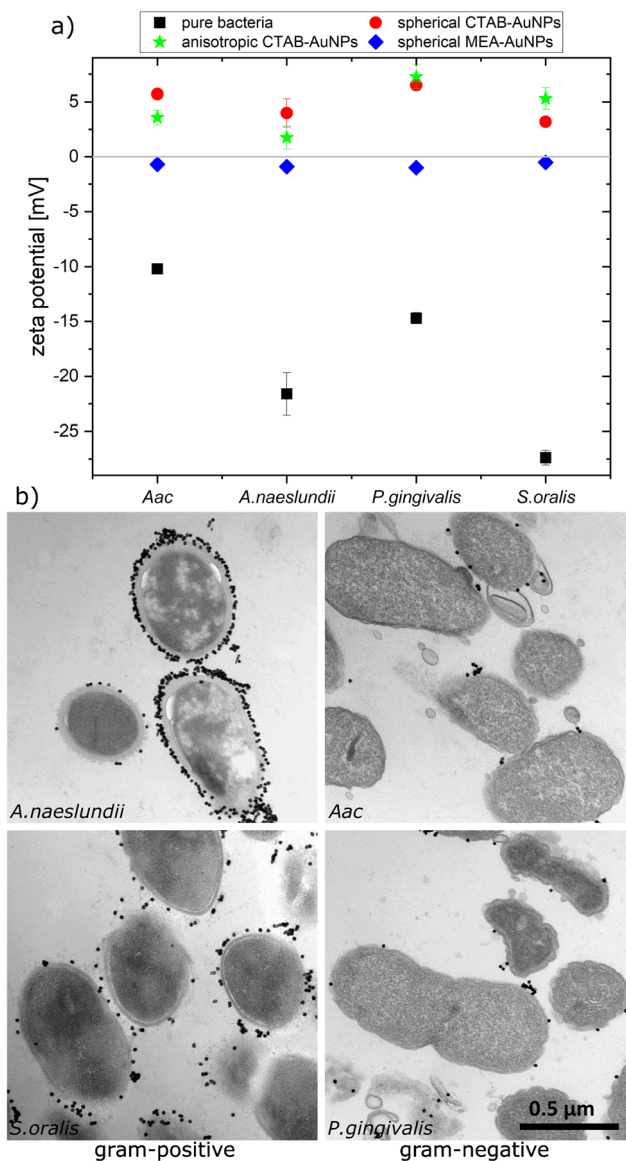 a)
pure bacteria spherical CTAB-AuNPs
anisotropic CTAB-AuNPs spherical MEA-AuNPs
zeta potential [mV]
5
0
-5
-10
-15
-20
-25
Aac A.naeslundii P.gingivalis S.oralis
b)
A.naeslundii Aac
S.oralis P.gingivalis
0.5 µm
gram-positive gram-negative